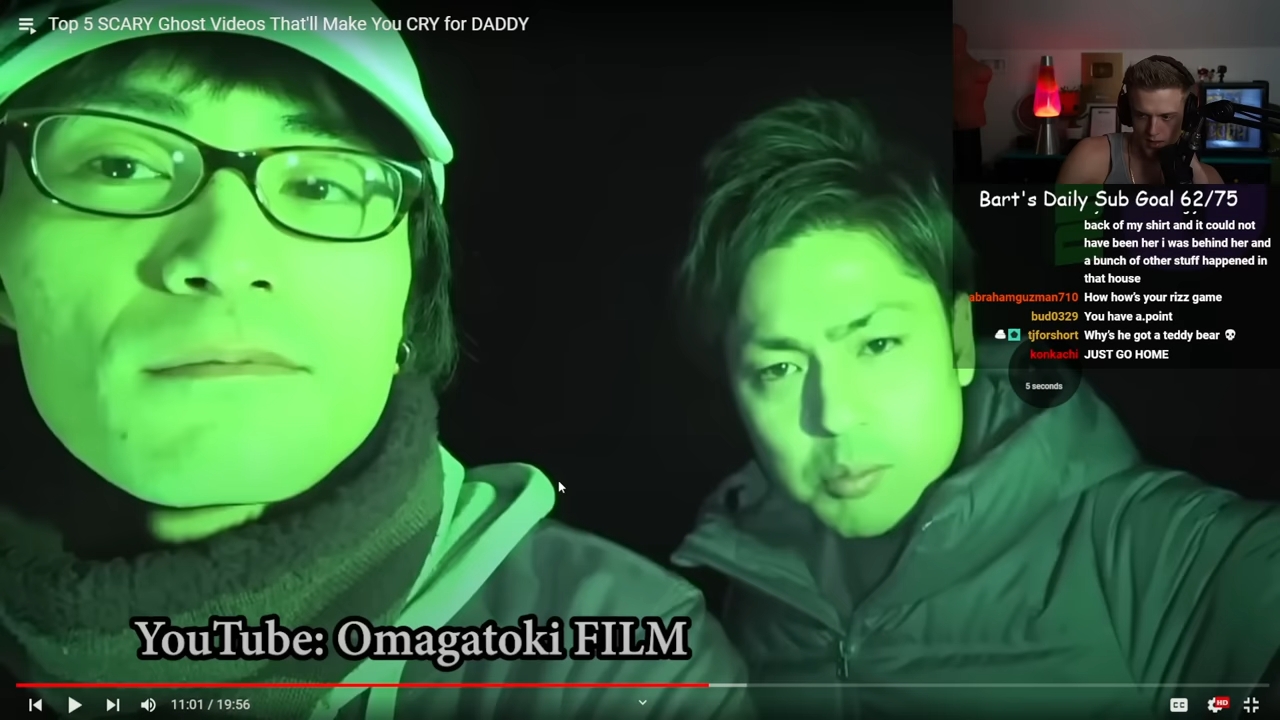 Top 5 SCARY Ghost Videos That'll Make You CRY for DADDY
Bart's Daily Sub Goal 62/75
back of my shirt and it could not
have been her i was behind her and
a bunch of other stuff happened in
that house
abrahamguzman710 How how's your rizz game
bud0329 You have a.point
tjforshort Why's he got a teddy bear 💀
konkachi JUST GO HOME
5 seconds
YouTube: Omagatoki FILM
11:01 / 19:56
CC
HD